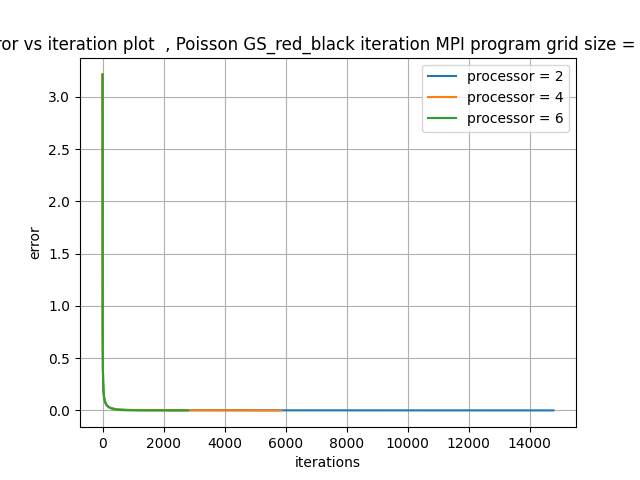 ror vs iteration plot , Poisson GS_red_black iteration MPI program grid size =
processor = 2
processor = 4
processor = 6
3.0
2.5
2.0
1.5
1.0
0.5
0.0
error
0 2000 4000 6000 8000 10000 12000 14000
iterations